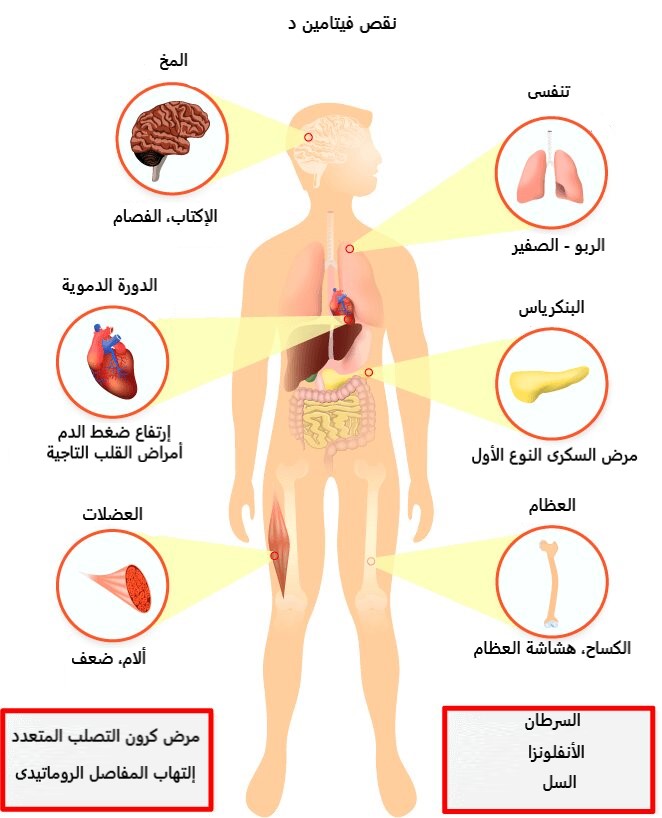 نقص فيتامين د
المخ
الإكتاب، الفصام
تنفسى
الربو - الصفير
الدورة الدموية
إرتفاع ضغط الدم
أمراض القلب التاجية
البنكرياس
مرض السكرى النوع الأول
العضلات
ألام، ضعف
العظام
الكساح، هشاشة العظام
مرض كرون التصلب المتعدد
إلتهاب المفاصل الروماتيدى
السرطان
الأنفلونزا
السل